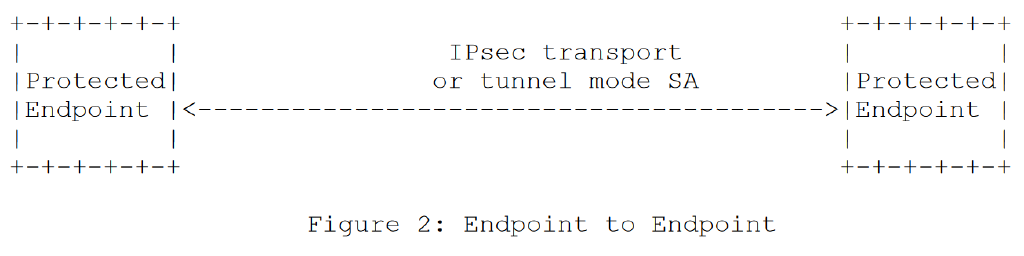 +-+-+-+-+-+                                          +-+-+-+-+-+
|         |                 IPsec transport          |         |
|Protected|                or tunnel mode SA         |Protected|
|Endpoint |<---------------------------------------->|Endpoint |
|         |                                          |         |
+-+-+-+-+-+                                          +-+-+-+-+-+
Figure 2: Endpoint to Endpoint